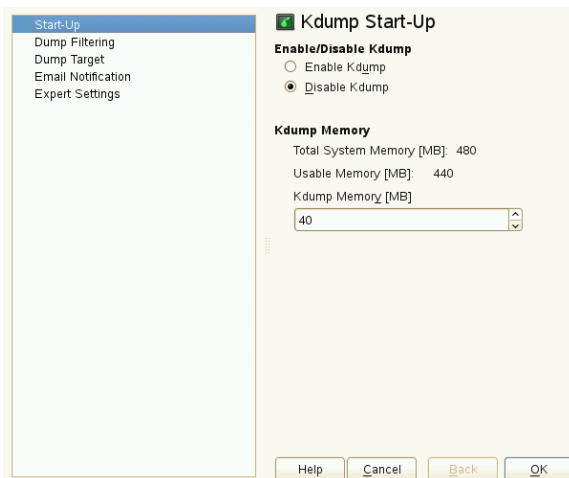 Start-Up
Dump Filtering
Dump Target
Email Notification
Expert Settings
Kdump Start-Up
Enable/Disable Kdump
Enable Kdump
Disable Kdump
Kdump Memory
Total System Memory [MB]: 480
Usable Memory [MB]: 440
Kdump Memory [MB]
40
Help Cancel Back OK